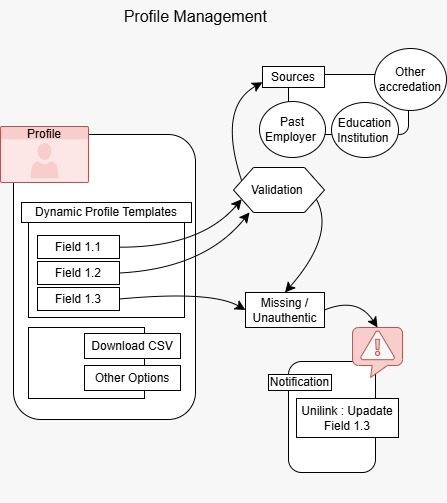 Profile Management
Sources
Other
accredation
Past
Employer
Education
Institution
Profile
Validation
Dynamic Profile Templates
Field 1.1
Field 1.2
Field 1.3
Missing /
Unauthentic
Download CSV
Other Options
Notification
Unilink : Upadate
Field 1.3